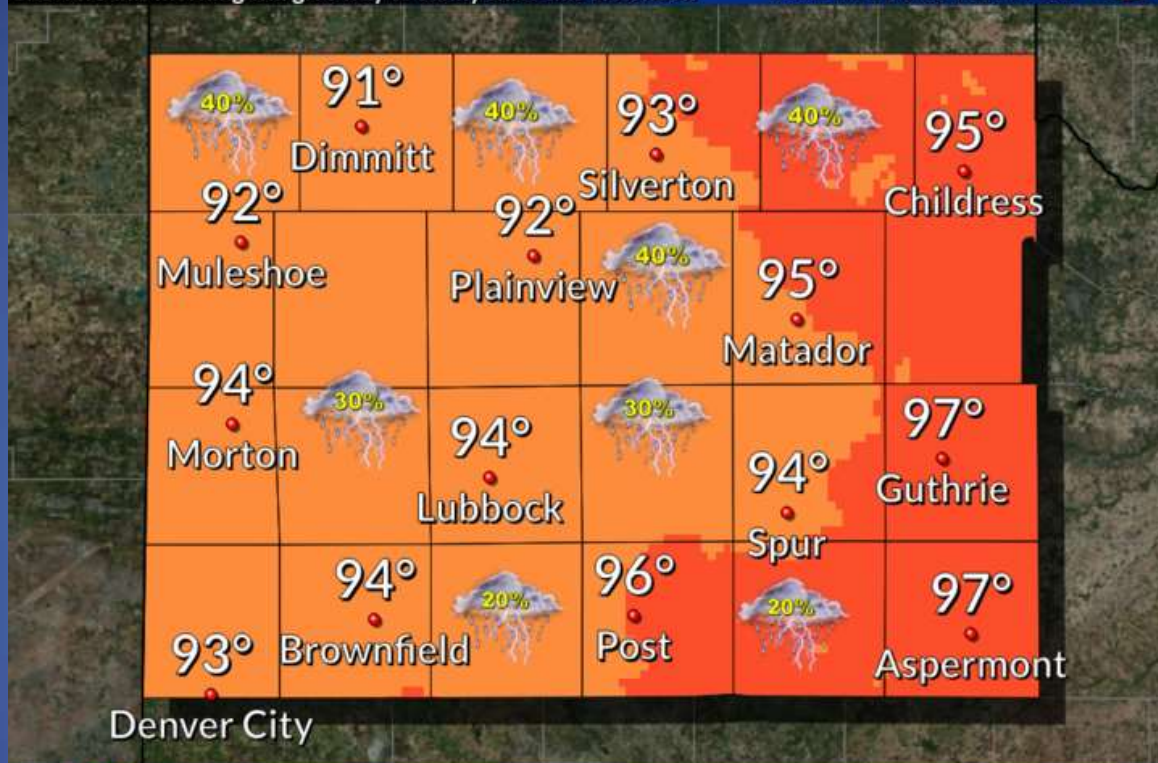 40%
91°
Dimmitt
40%
93°
Silverton
40%
95°
Childress
92°
Muleshoe
92°
Plainview
40%
95°
Matador
94°
Morton
30%
94°
Lubbock
30%
94°
Spur
97°
Guthrie
93°
Denver City
94°
Brownfield
20%
96°
Post
20%
97°
Aspermont